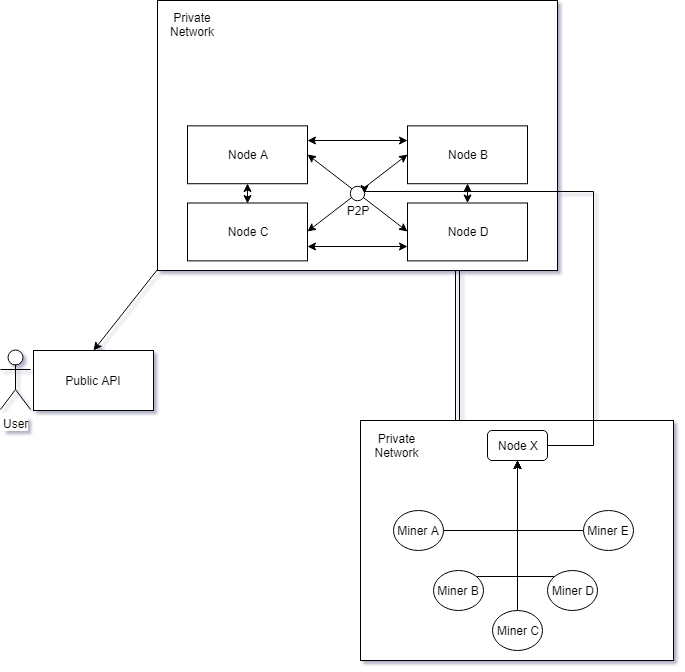 Private
Network
Node A
Node B
P2P
Node C
Node D
Public API
User
Private
Network
Node X
Miner A
Miner E
Miner B
Miner D
Miner C